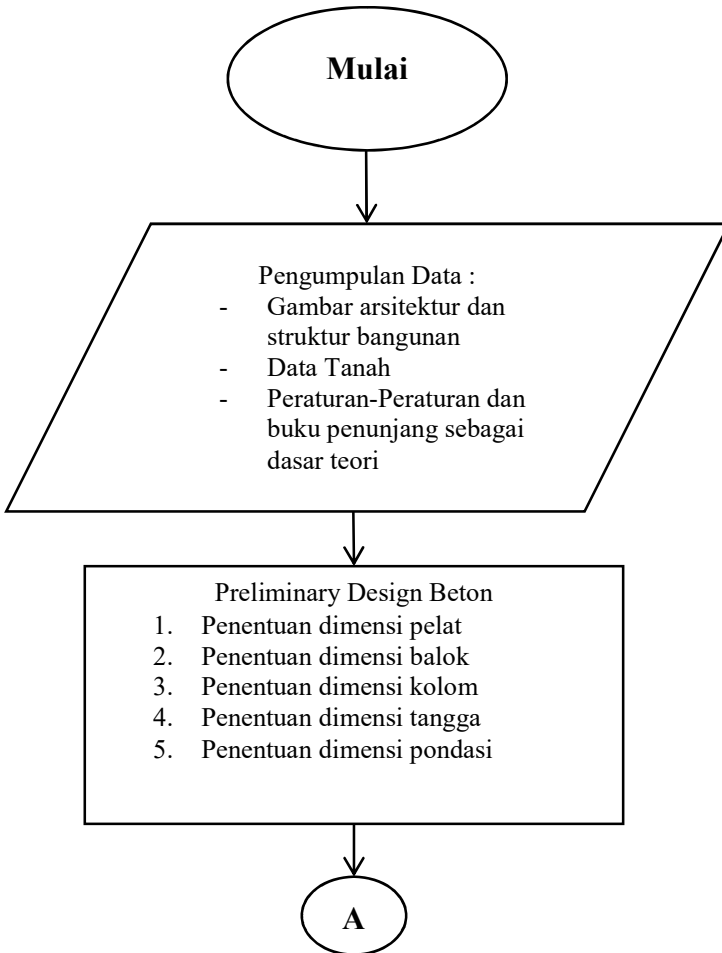 Mulai
Pengumpulan Data :
- Gambar arsitektur dan
struktur bangunan
- Data Tanah
- Peraturan-Peraturan dan
buku penunjang sebagai
dasar teori
Preliminary Design Beton
1. Penentuan dimensi pelat
2. Penentuan dimensi balok
3. Penentuan dimensi kolom
4. Penentuan dimensi tangga
5. Penentuan dimensi pondasi
A